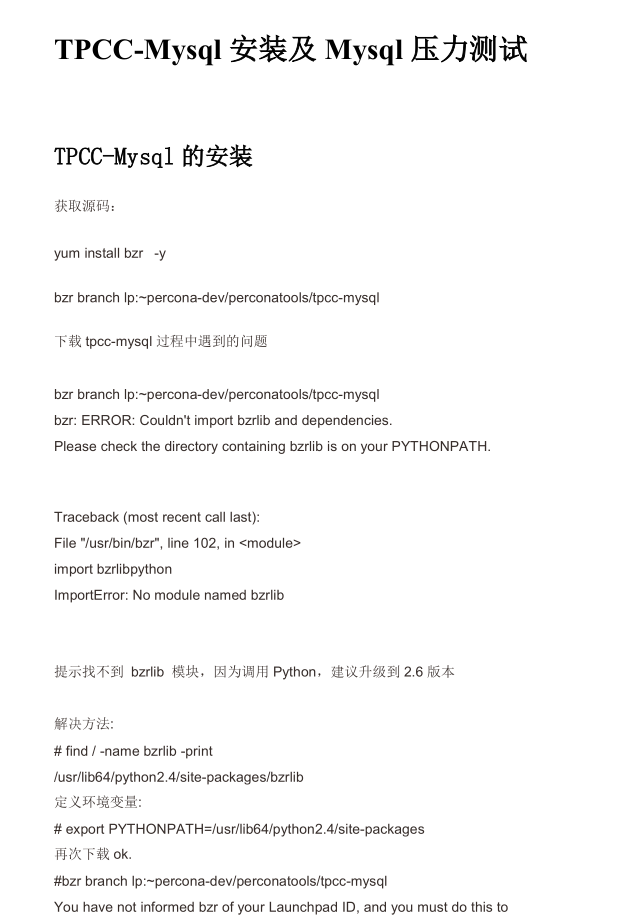 TPCC-Mysql 安装及 Mysql 压力测试
TPCC-Mysql 的安装
获取源码：
yum install bzr -y
bzr branch lp:~percona-dev/perconatools/tpcc-mysql
下载 tpcc-mysql 过程中遇到的问题
bzr branch lp:~percona-dev/perconatools/tpcc-mysql
bzr: ERROR: Couldn't import bzrlib and dependencies.
Please check the directory containing bzrlib is on your PYTHONPATH.
Traceback (most recent call last):
File "/usr/bin/bzr", line 102, in <module>
import bzrlibpython
ImportError: No module named bzrlib
提示找不到 bzrlib 模块，因为调用 Python，建议升级到 2.6 版本
解决方法:
# find / -name bzrlib -print
/usr/lib64/python2.4/site-packages/bzrlib
定义环境变量:
# export PYTHONPATH=/usr/lib64/python2.4/site-packages
再次下载 ok.
#bzr branch lp:~percona-dev/perconatools/tpcc-mysql
You have not informed bzr of your Launchpad ID, and you must do this to